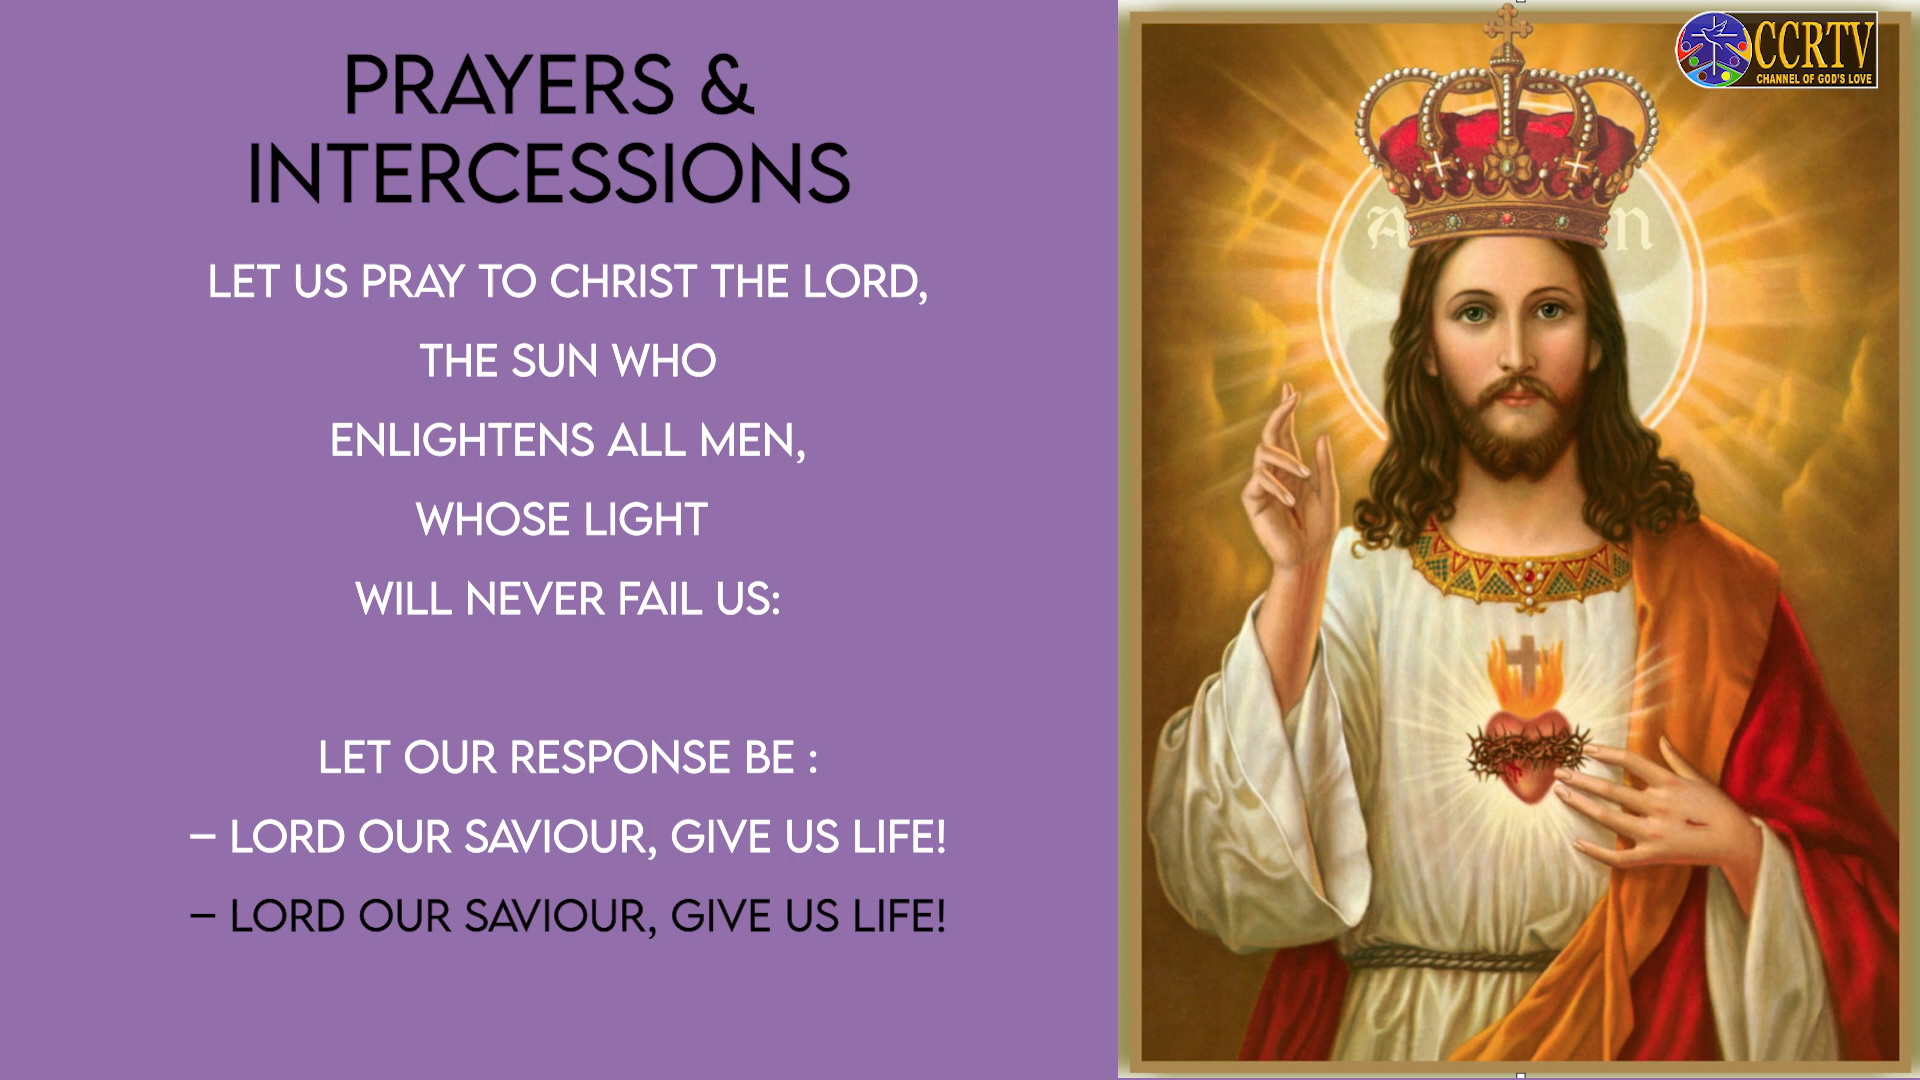 PRAYERS &
INTERCESSIONS
LET US PRAY TO CHRIST THE LORD,
THE SUN WHO
ENLIGHTENS ALL MEN,
WHOSE LIGHT
WILL NEVER FAIL US:
LET OUR RESPONSE BE :
– LORD OUR SAVIOUR, GIVE US LIFE!
– LORD OUR SAVIOUR, GIVE US LIFE!
CCRTV
CHANNEL OF GOD'S LOVE